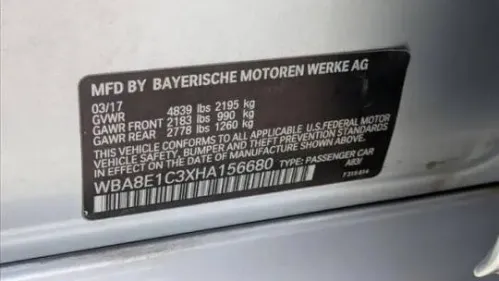 MFD BY BAYERISCHE MOTOREN WERKE AG
03/17
GVWR 4839 lbs 2195 kg
GAWR FRONT 2183 lbs 990 kg
GAWR REAR 2778 lbs 1260 kg
THIS VEHICLE CONFORMS TO ALL APPLICABLE U.S. FEDERAL MOTOR
VEHICLE SAFETY, BUMPER AND THEFT PREVENTION STANDARDS
IN EFFECT ON THE DATE OF MANUFACTURE SHOWN ABOVE.
WBA8E1C3XHA156680 TYPE: PASSENGER CAR
A83/